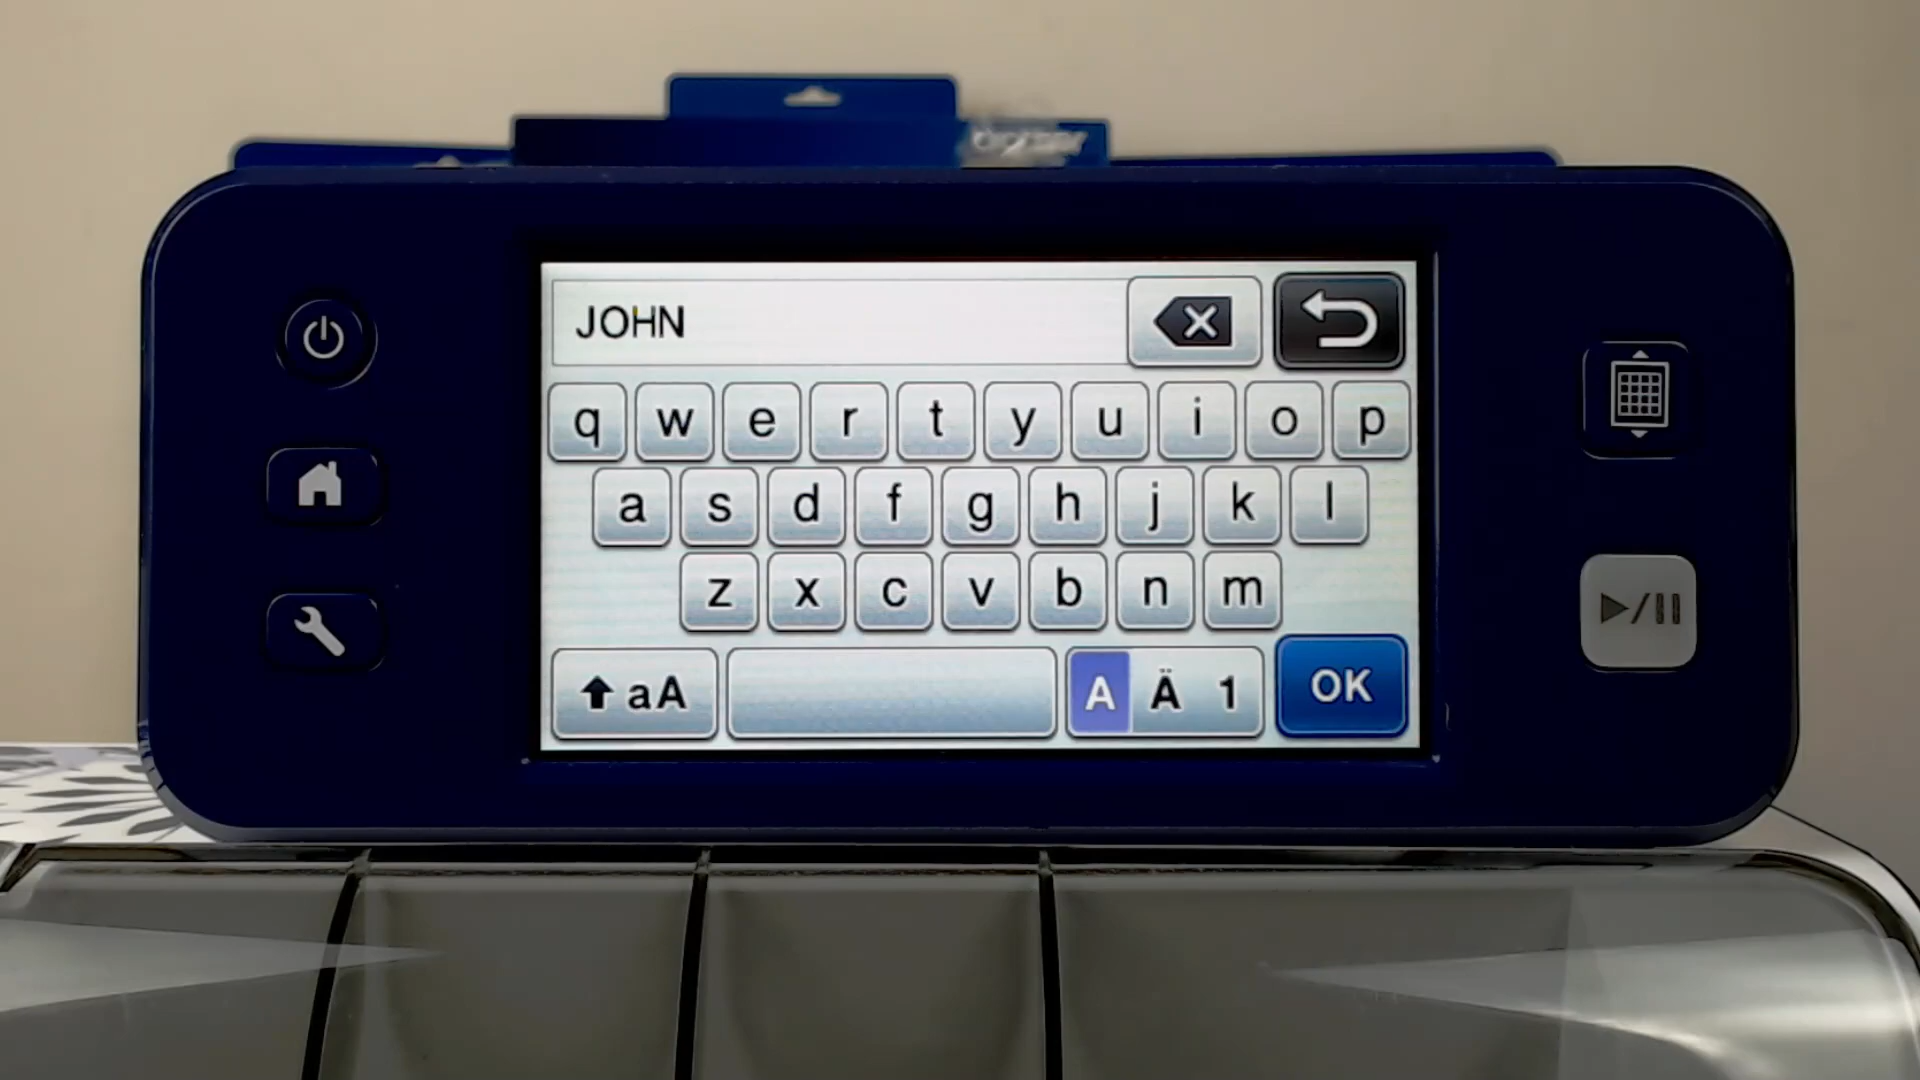 JOHN
q w e r t y u i o p
a s d f g h j k l
z x c v b n m
aA A Ä 1 OK